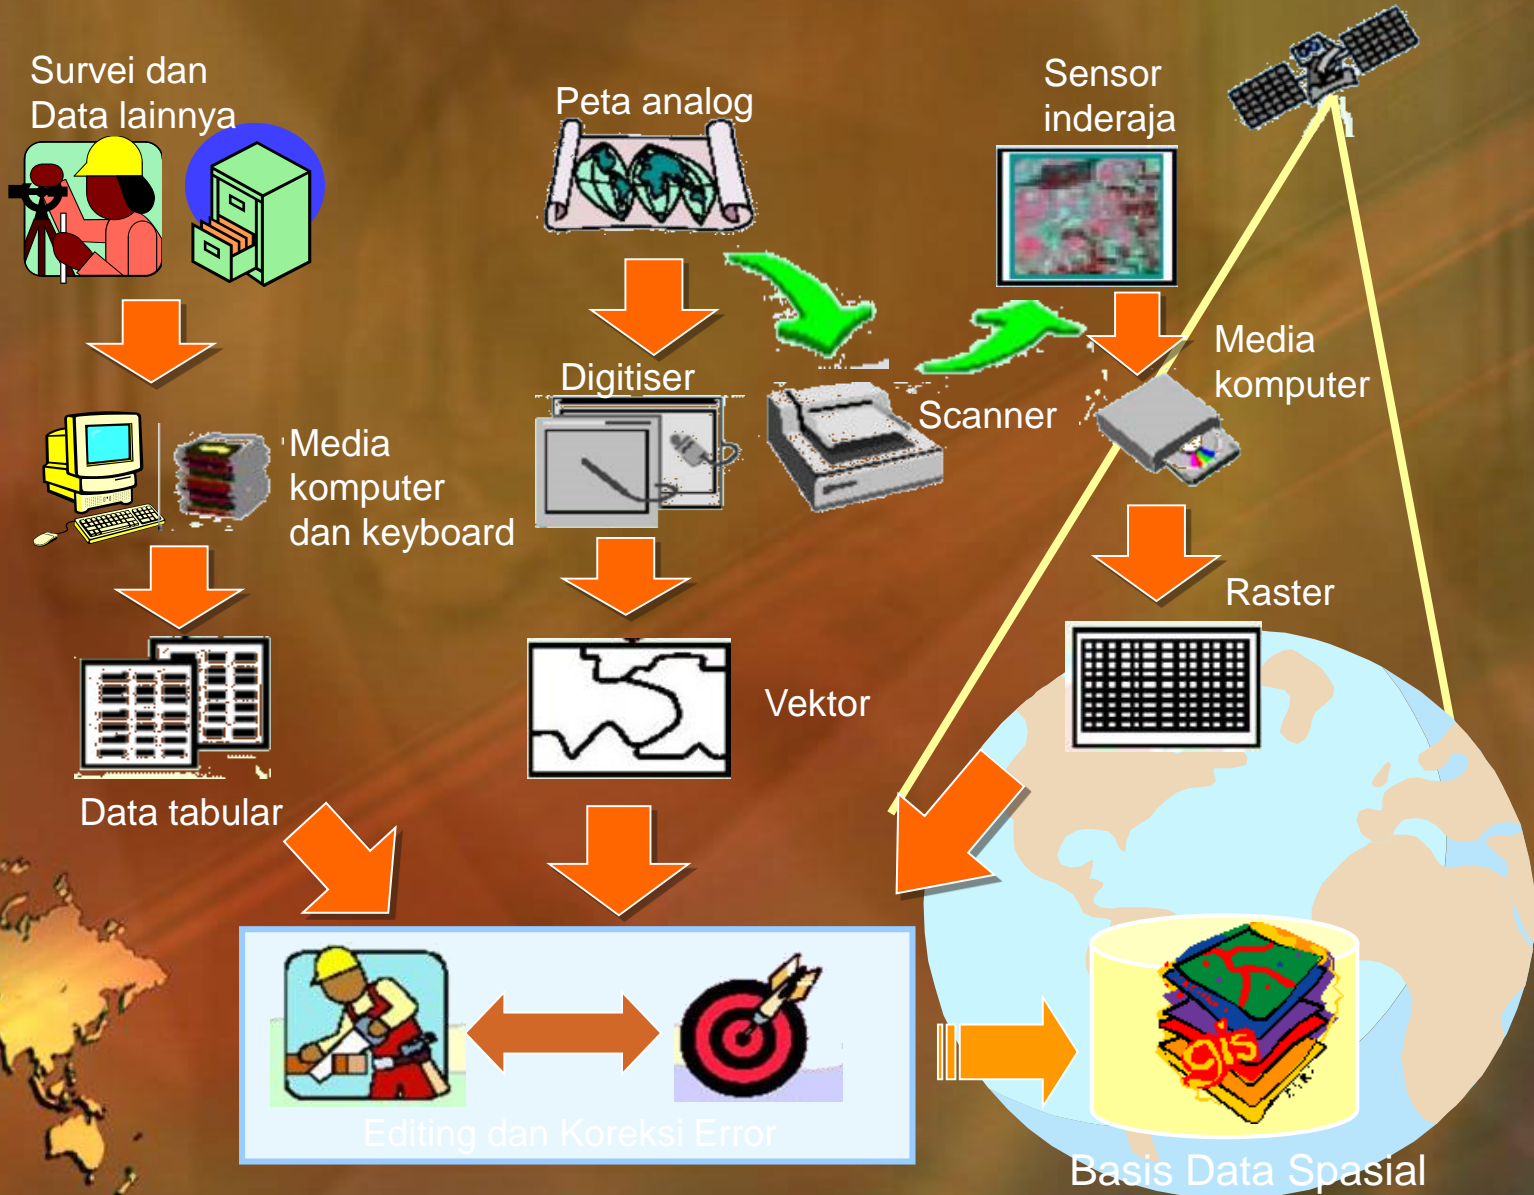 Survei dan
Data lainnya
Peta analog
Sensor
inderaja
Media
komputer
Digitiser
Scanner
Media
komputer
dan keyboard
Raster
Vektor
Data tabular
gis
Editing dan Koreksi Error
Basis Data Spasial